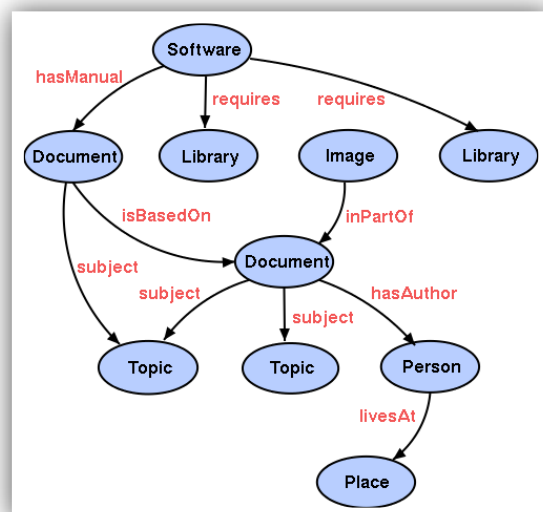 Software
hasManual
requires
requires
Document
Library
Image
Library
isBasedOn
inPartOf
subject
Document
subject
hasAuthor
subject
Topic
Topic
Person
livesAt
Place